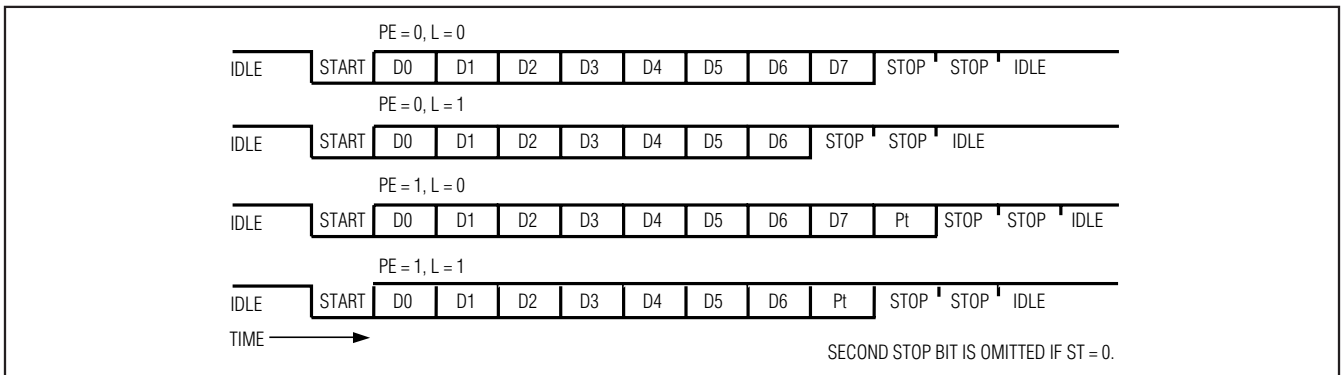 PE = 0, L = 0
IDLE START D0 D1 D2 D3 D4 D5 D6 D7 STOP STOP IDLE
PE = 0, L = 1
IDLE START D0 D1 D2 D3 D4 D5 D6 STOP STOP IDLE
PE = 1, L = 0
IDLE START D0 D1 D2 D3 D4 D5 D6 D7 Pt STOP STOP IDLE
PE = 1, L = 1
IDLE START D0 D1 D2 D3 D4 D5 D6 Pt STOP STOP IDLE
TIME
SECOND STOP BIT IS OMITTED IF ST = 0.